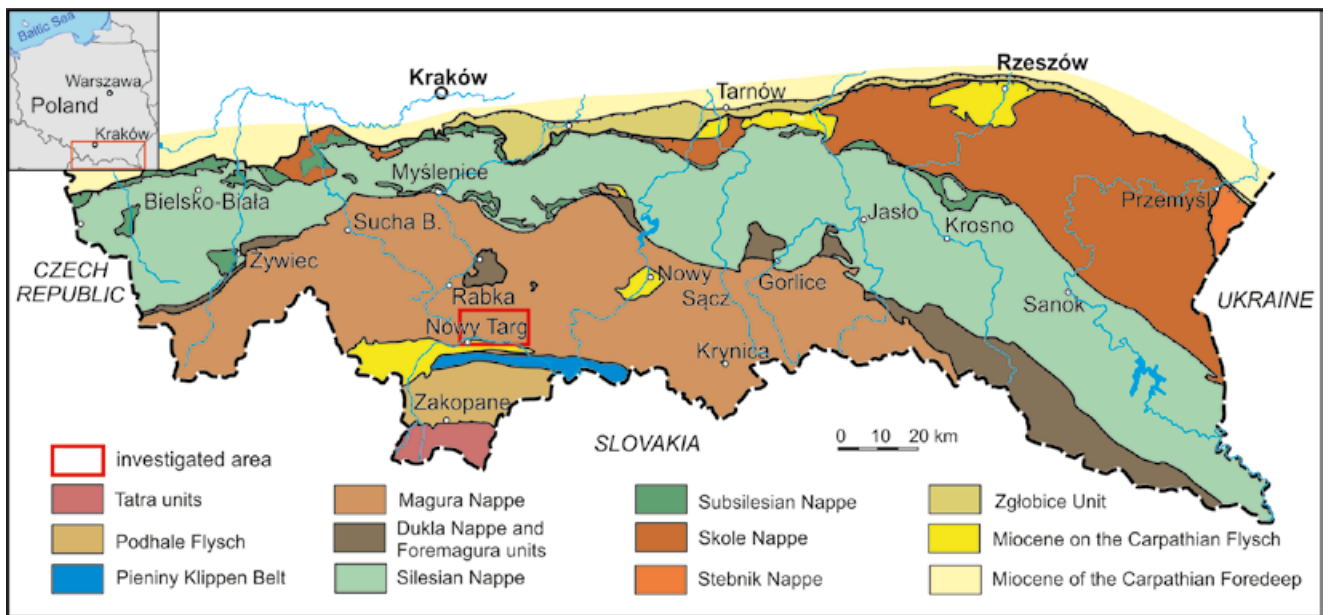 Baltic Sea
Warszawa
Poland
Kraków
Kraków
Rzeszów
Tarnów
Myślenice
Bielsko-Biała
Sucha B.
Jasło
Krosno
Przemyśl
CZECH
REPUBLIC
Żywiec
Rabka
Nowy
Sącz
Gorlice
Sanok
UKRAINE
Nowy Targ
Krynica
Zakopane
SLOVAKIA
0 10 20 km
investigated area
Tatra units
Podhale Flysch
Pieniny Klippen Belt
Magura Nappe
Dukla Nappe and
Foremagura units
Silesian Nappe
Subsilesian Nappe
Skole Nappe
Stebnik Nappe
Zgłobice Unit
Miocene on the Carpathian Flysch
Miocene of the Carpathian Foredeep